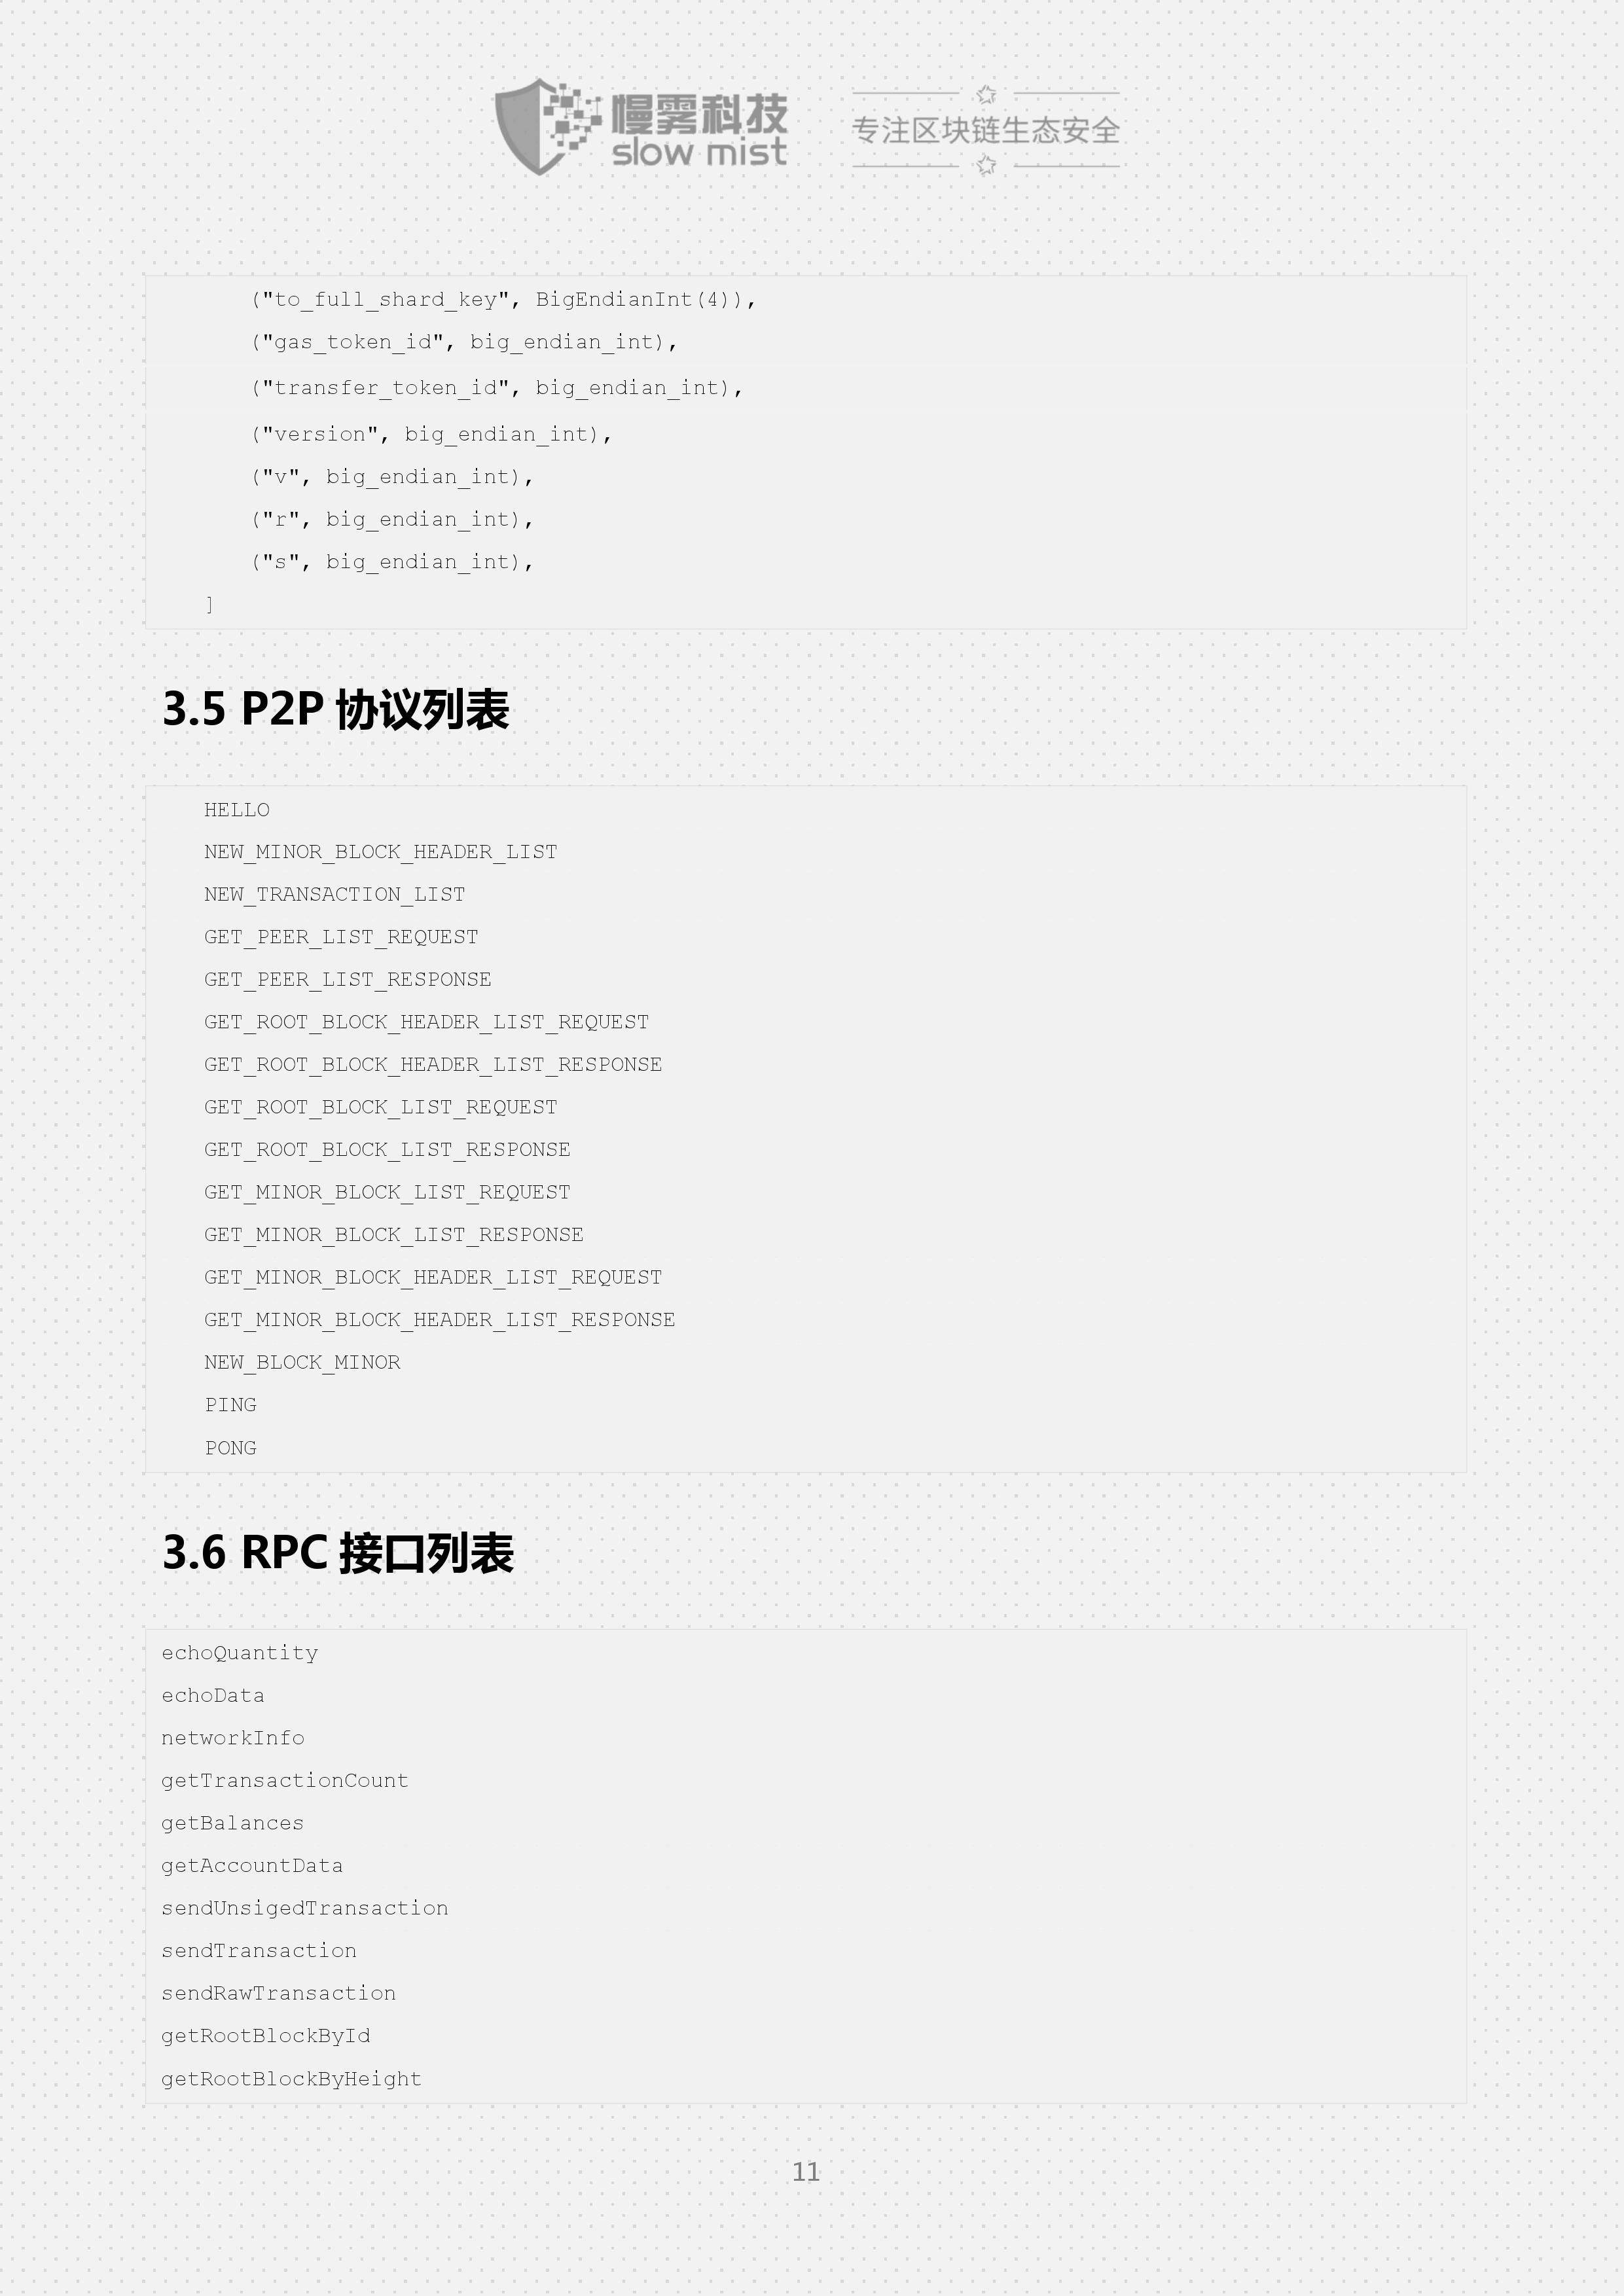 慢雾科技
slow mist
专注区块链生态安全
("to_full_shard_key", BigEndianInt(4)),
("gas_token_id", big_endian_int),
("transfer_token_id", big_endian_int),
("version", big_endian_int),
("v", big_endian_int),
("r", big_endian_int),
("s", big_endian_int),
]
3.5 P2P 协议列表
HELLO
NEW_MINOR_BLOCK_HEADER_LIST
NEW_TRANSACTION_LIST
GET_PEER_LIST_REQUEST
GET_PEER_LIST_RESPONSE
GET_ROOT_BLOCK_HEADER_LIST_REQUEST
GET_ROOT_BLOCK_HEADER_LIST_RESPONSE
GET_ROOT_BLOCK_LIST_REQUEST
GET_ROOT_BLOCK_LIST_RESPONSE
GET_MINOR_BLOCK_LIST_REQUEST
GET_MINOR_BLOCK_LIST_RESPONSE
GET_MINOR_BLOCK_HEADER_LIST_REQUEST
GET_MINOR_BLOCK_HEADER_LIST_RESPONSE
NEW_BLOCK_MINOR
PING
PONG
3.6 RPC 接口列表
echoQuantity
echoData
networkInfo
getTransactionCount
getBalances
getAccountData
sendUnsigedTransaction
sendTransaction
sendRawTransaction
getRootBlockById
getRootBlockByHeight
11